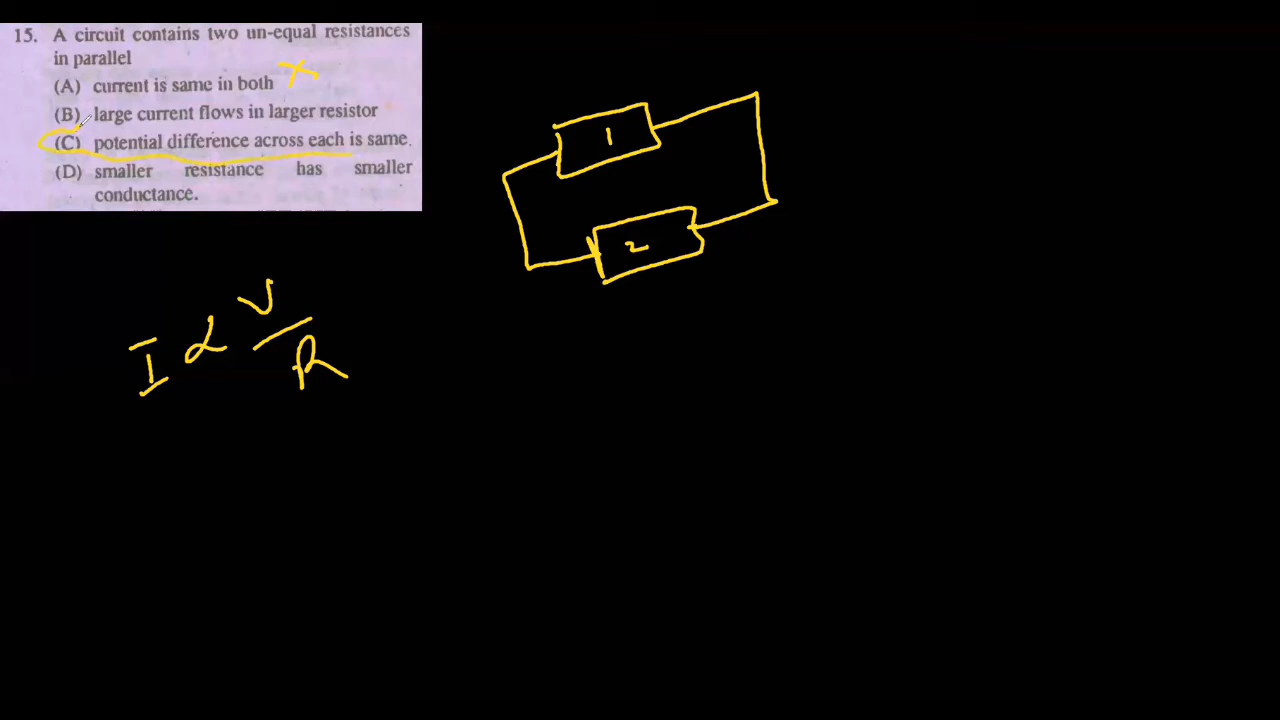 15. A circuit contains two un-equal resistances
in parallel
(A) current is same in both
(B) large current flows in larger resistor
(C) potential difference across each is same.
(D) smaller resistance has smaller
conductance.
1
2
I ∝ V
R